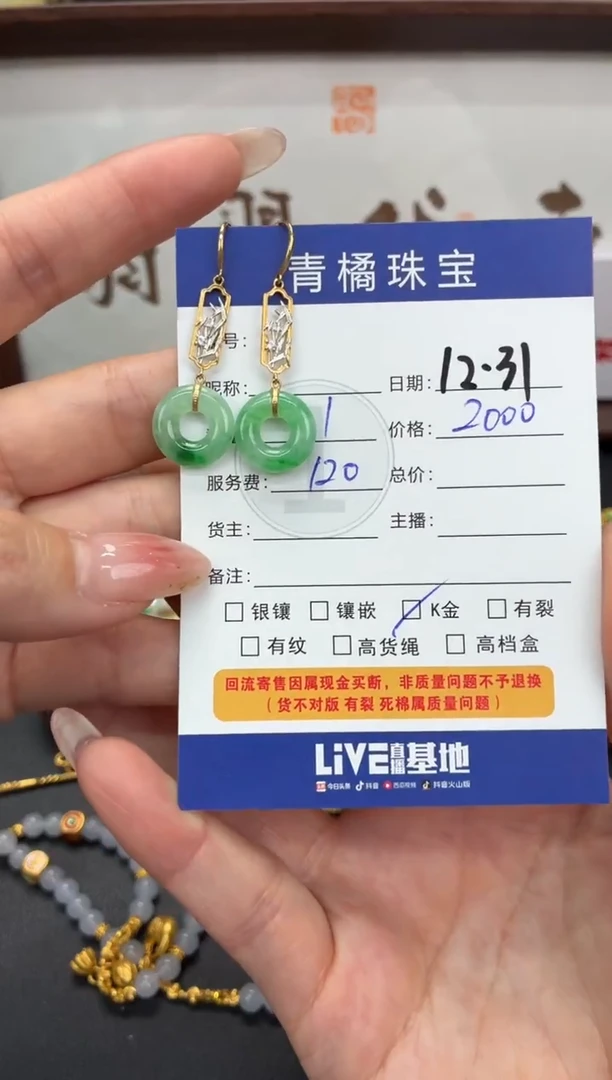 青橘珠宝
号:
昵称: 日期: 12.31
1 价格: 2000
服务费: 120 总价:
货主: 主播:
备注:
银镶 镶嵌 K金 有裂
有纹 高货绳 高档盒
回流寄售因属现金买断，非质量问题不予退换
（货不对版 有裂 死棉属质量问题）
LiVE直播基地
今日头条 抖音 西瓜视频 抖音火山版